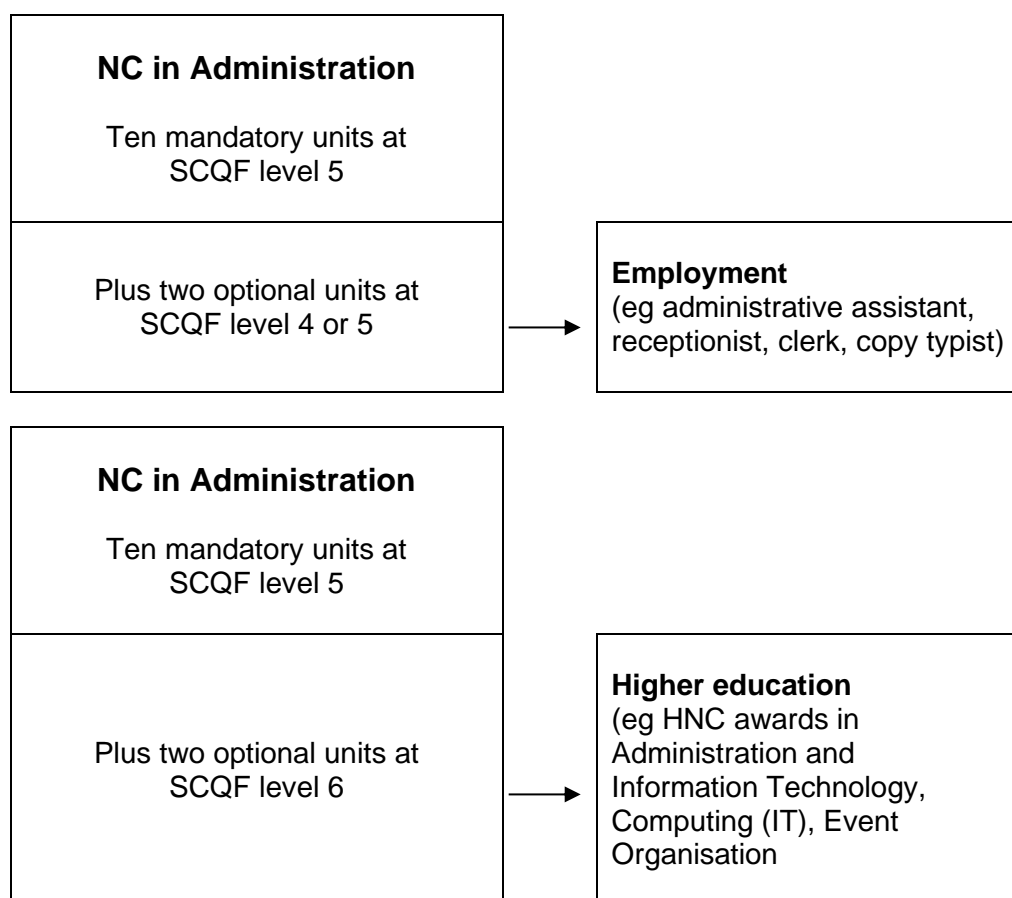 NC in Administration
Ten mandatory units at
SCQF level 5
Plus two optional units at
SCQF level 4 or 5
Employment
(eg administrative assistant,
receptionist, clerk, copy typist)
NC in Administration
Ten mandatory units at
SCQF level 5
Plus two optional units at
SCQF level 6
Higher education
(eg HNC awards in
Administration and
Information Technology,
Computing (IT), Event
Organisation